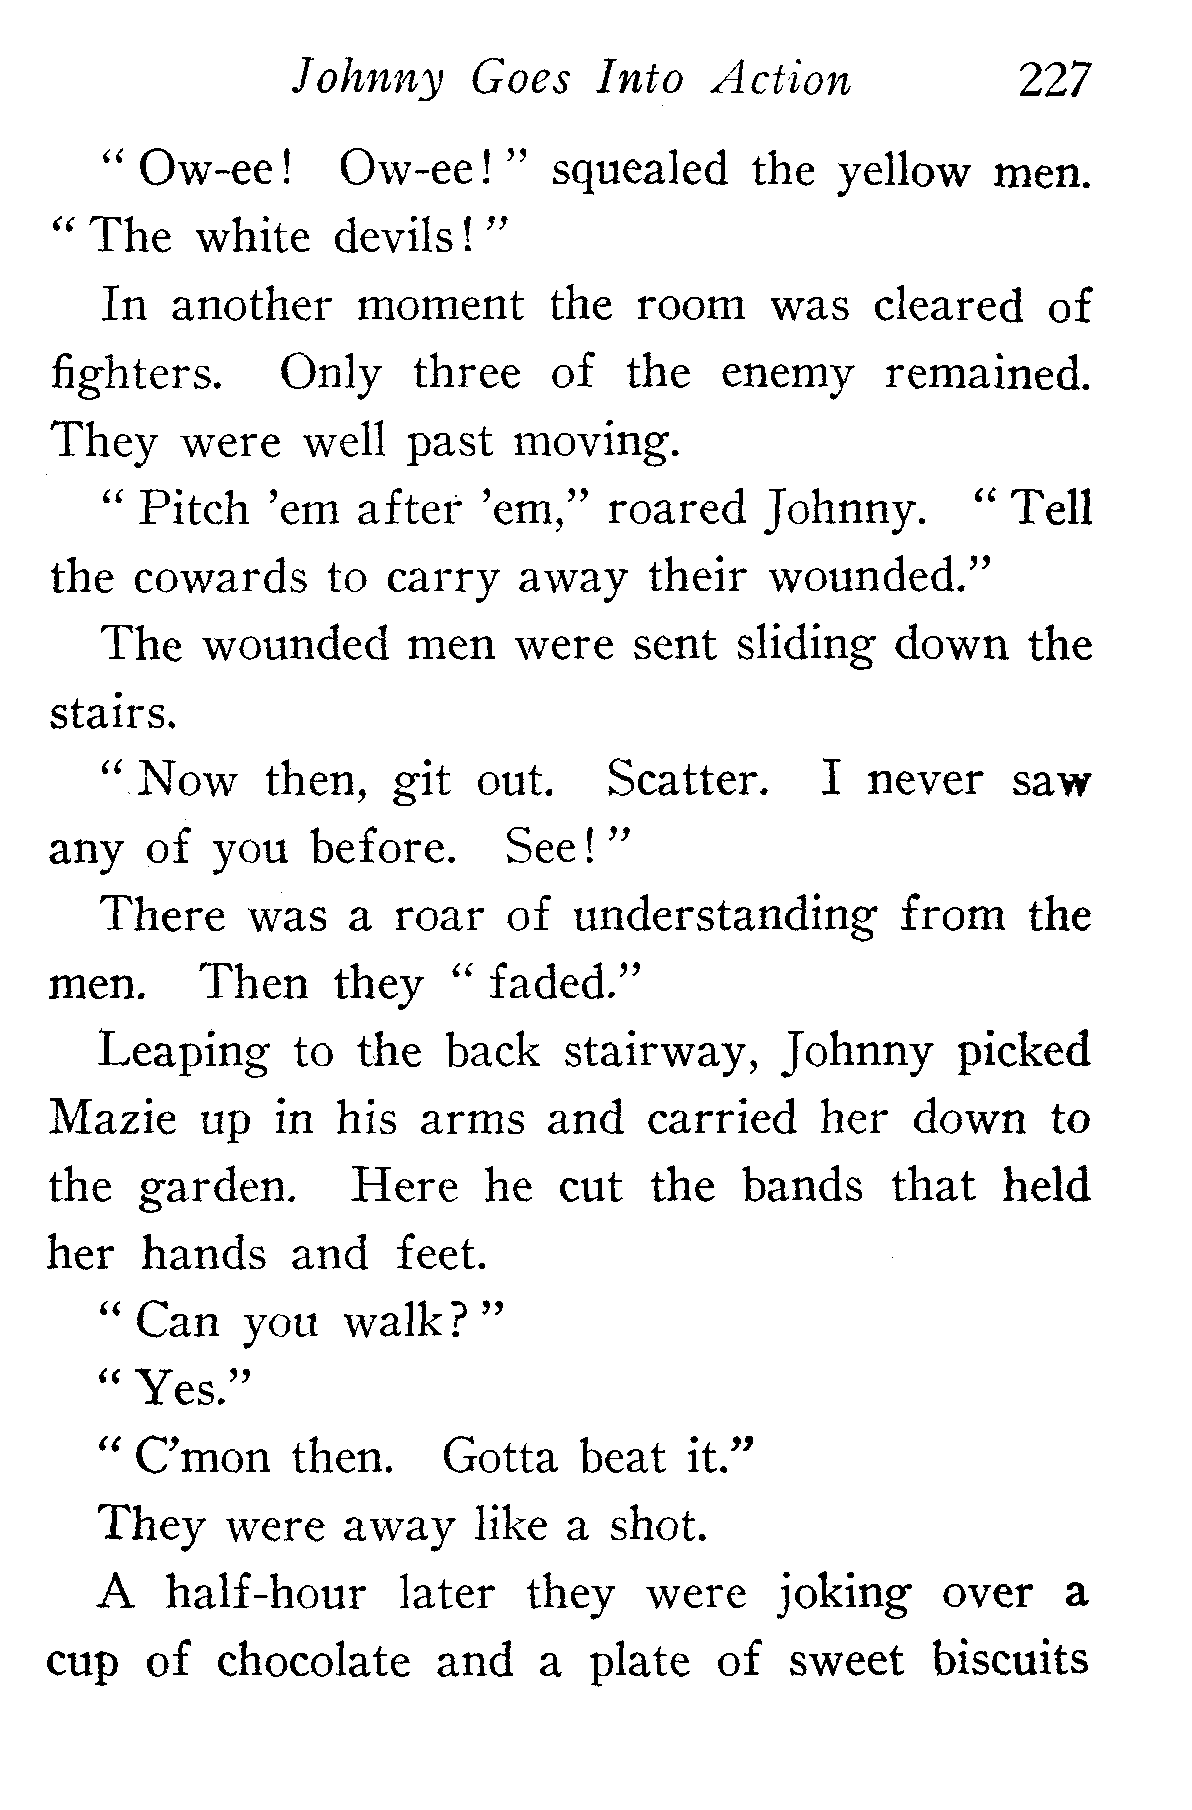 Johnny Goes Into Action 227
“ Ow-ee! Ow-ee! ” squealed the yellow men.
“ The white devils! ”
In another moment the room was cleared of
fighters. Only three of the enemy remained.
They were well past moving.
“ Pitch ’em after ’em,” roared Johnny. “ Tell
the cowards to carry away their wounded.”
The wounded men were sent sliding down the
stairs.
“ Now then, git out. Scatter. I never saw
any of you before. See! ”
There was a roar of understanding from the
men. Then they “ faded.”
Leaping to the back stairway, Johnny picked
Mazie up in his arms and carried her down to
the garden. Here he cut the bands that held
her hands and feet.
“ Can you walk? ”
“ Yes.”
“ C’mon then. Gotta beat it.”
They were away like a shot.
A half-hour later they were joking over a
cup of chocolate and a plate of sweet biscuits